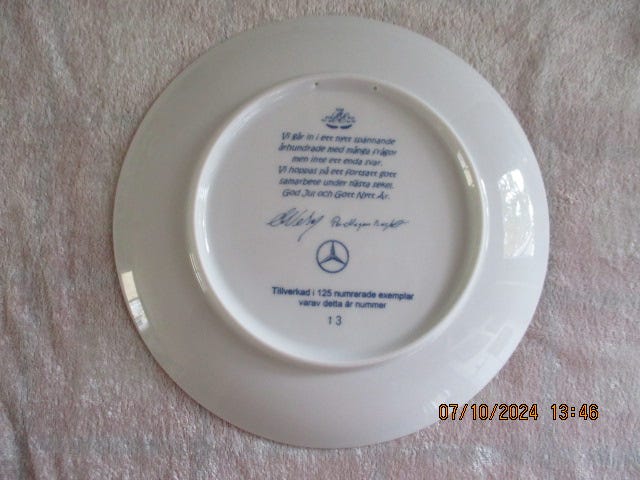 Vi går in i ett nytt spännande
århundrade med många frågor
men inte ett enda svar.
Vi hoppas på ett fortsatt gott
samarbete under nästa sekel.
God Jul och Gott Nytt År.
Tillverkad i 125 numrerade exemplar
varav detta är nummer
13
07/10/2024 13:46